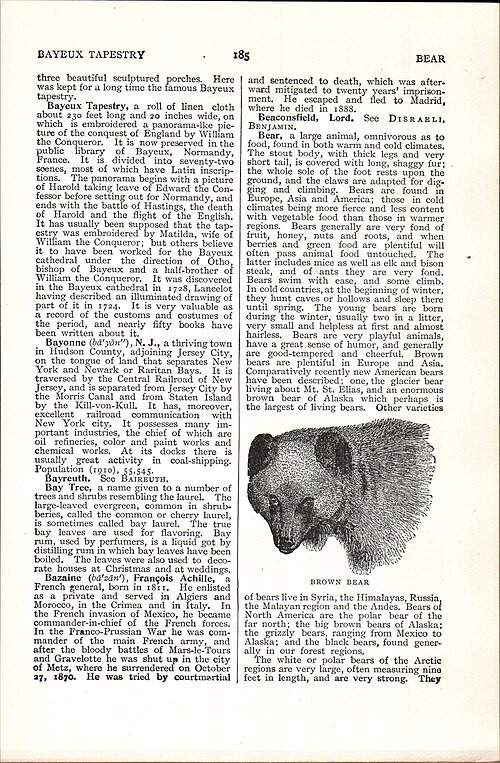 BAYEUX TAPESTRY 185 BEAR
three beautiful sculptured porches. Here
was kept for a long time the famous Bayeux
tapestry.
Bayeux Tapestry, a roll of linen cloth
about 230 feet long and 20 inches wide, on
which is embroidered a panorama-like pic-
ture of the conquest of England by William
the Conqueror. It is now preserved in the
public library of Bayeux, Normandy,
France. It is divided into seventy-two
scenes, most of which have Latin inscrip-
tions. The panorama begins with a picture
of Harold taking leave of Edward the Con-
fessor before setting out for Normandy, and
ends with the battle of Hastings, the death
of Harold and the flight of the English.
It has usually been supposed that the tap-
estry was embroidered by Matilda, wife of
William the Conqueror; but others believe
it to have been worked for the Bayeux
cathedral under the direction of Otho,
bishop of Bayeux and a half-brother of
William the Conqueror. It was discovered
in the Bayeux cathedral in 1728, Lancelot
having described an illuminated drawing of
part of it in 1724. It is very valuable as
a record of the customs and costumes of
the period, and nearly fifty books have
been written about it.
Bayonne (bā'yōn"), N. J., a thriving town
in Hudson County, adjoining Jersey City,
on the tongue of land that separates New
York and Newark or Raritan Bays. It is
traversed by the Central Railroad of New
Jersey, and is separated from Jersey City by
the Morris Canal and from Staten Island
by the Kill-von-Kull. It has, moreover,
excellent railroad communication with
New York city. It possesses many im-
portant industries, the chief of which are
oil refineries, color and paint works and
chemical works. At its docks there is
usually great activity in coal-shipping.
Population (1910), 55,545.
Bayreuth. See BAIREUTH.
Bay Tree, a name given to a number of
trees and shrubs resembling the laurel. The
large-leaved evergreen, common in shrub-
beries, called the common or cherry laurel,
is sometimes called bay laurel. The true
bay leaves are used for flavoring. Bay
rum, used by perfumers, is a liquid got by
distilling rum in which bay leaves have been
boiled. The leaves were also used to deco-
rate houses at Christmas and at weddings.
Bazaine (bá'zān'), François Achille, a
French general, born in 1811. He enlisted
as a private and served in Algiers and
Morocco, in the Crimea and in Italy. In
the French invasion of Mexico, he became
commander-in-chief of the French forces.
In the Franco-Prussian War he was com-
mander of the main French army, and
after the bloody battles of Mars-le-Tours
and Gravelotte he was shut up in the city
of Metz, where he surrendered on October
27, 1870. He was tried by courtmartial
and sentenced to death, which was after-
ward mitigated to twenty years' imprison-
ment. He escaped and fled to Madrid,
where he died in 1888.
Beaconsfield, Lord. See DISRAELI,
BENJAMIN.
Bear, a large animal, omnivorous as to
food, found in both warm and cold climates.
The stout body, with thick legs and very
short tail, is covered with long, shaggy fur;
the whole sole of the foot rests upon the
ground, and the claws are adapted for dig-
ging and climbing. Bears are found in
Europe, Asia and America; those in cold
climates being more fierce and less content
with vegetable food than those in warmer
regions. Bears generally are very fond of
fruit, honey, nuts and roots, and when
berries and green food are plentiful will
often pass animal food untouched. The
latter includes mice as well as elk and bison
steak, and of ants they are very fond.
Bears swim with ease, and some climb.
In cold countries, at the beginning of winter,
they hunt caves or hollows and sleep there
until spring. The young bears are born
during the winter, usually two in a litter,
very small and helpless at first and almost
hairless. Bears are very playful animals,
have a great sense of humor, and generally
are good-tempered and cheerful. Brown
bears are plentiful in Europe and Asia.
Comparatively recently new American bears
have been described; one, the glacier bear
living about Mt. St. Elias, and an enormous
brown bear of Alaska which perhaps is
the largest of living bears. Other varieties
BROWN BEAR
of bears live in Syria, the Himalayas, Russia,
the Malayan region and the Andes. Bears of
North America are the polar bear of the
far north; the big brown bears of Alaska;
the grizzly bears, ranging from Mexico to
Alaska; and the black bears, found gener-
ally in our forest regions.
The white or polar bears of the Arctic
regions are very large, often measuring nine
feet in length, and are very strong. They